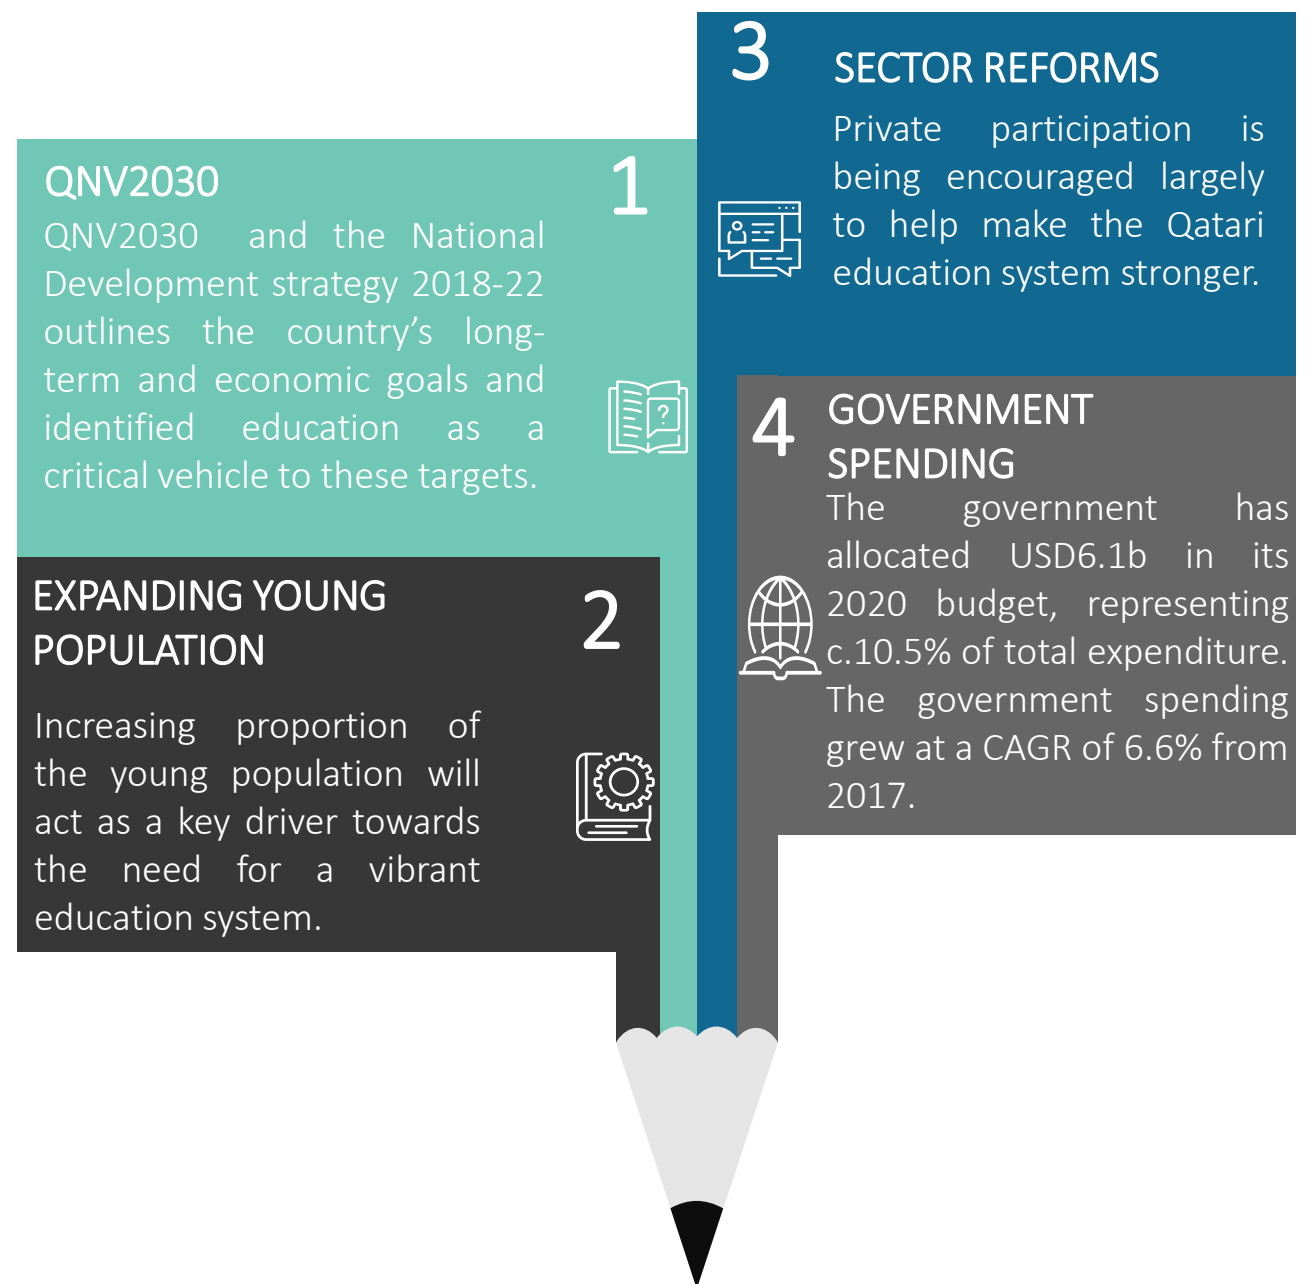 1
QNV2030
QNV2030 and the National
Development strategy 2018-22
outlines the country’s long-
term and economic goals and
identified education as a
critical vehicle to these targets.
?
2
EXPANDING YOUNG
POPULATION
Increasing proportion of
the young population will
act as a key driver towards
the need for a vibrant
education system.
3
SECTOR REFORMS
Private participation is
being encouraged largely
to help make the Qatari
education system stronger.
4
GOVERNMENT
SPENDING
The government has
allocated USD6.1b in its
2020 budget, representing
c.10.5% of total expenditure.
The government spending
grew at a CAGR of 6.6% from
2017.